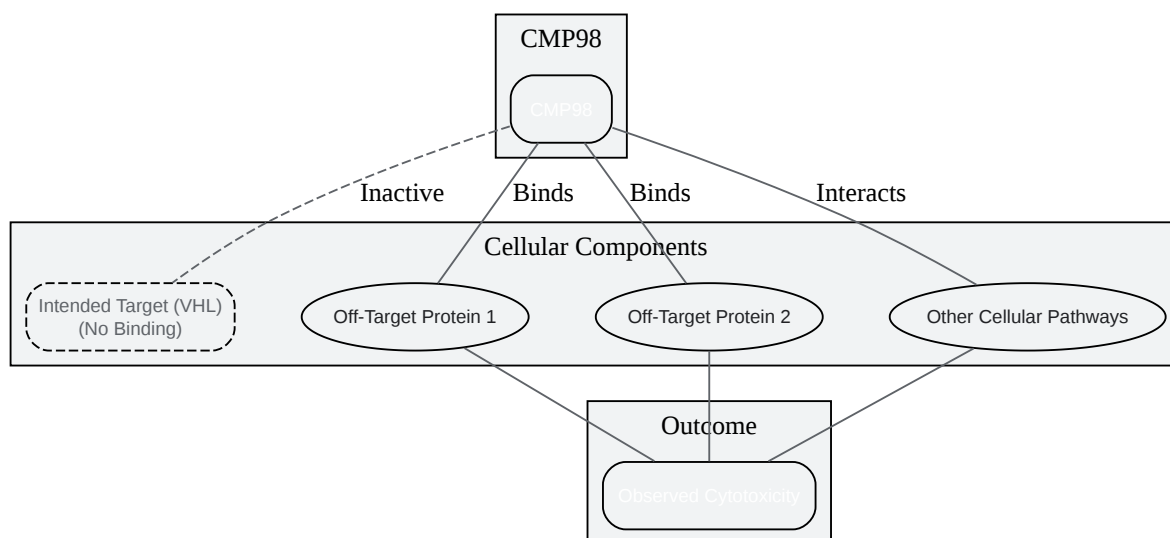 CMP98
CMP98
Inactive
Binds
Binds
Interacts
Cellular Components
Intended Target (VHL)
(No Binding)
Off-Target Protein 1
Off-Target Protein 2
Other Cellular Pathways
Outcome
Observed Cytotoxicity